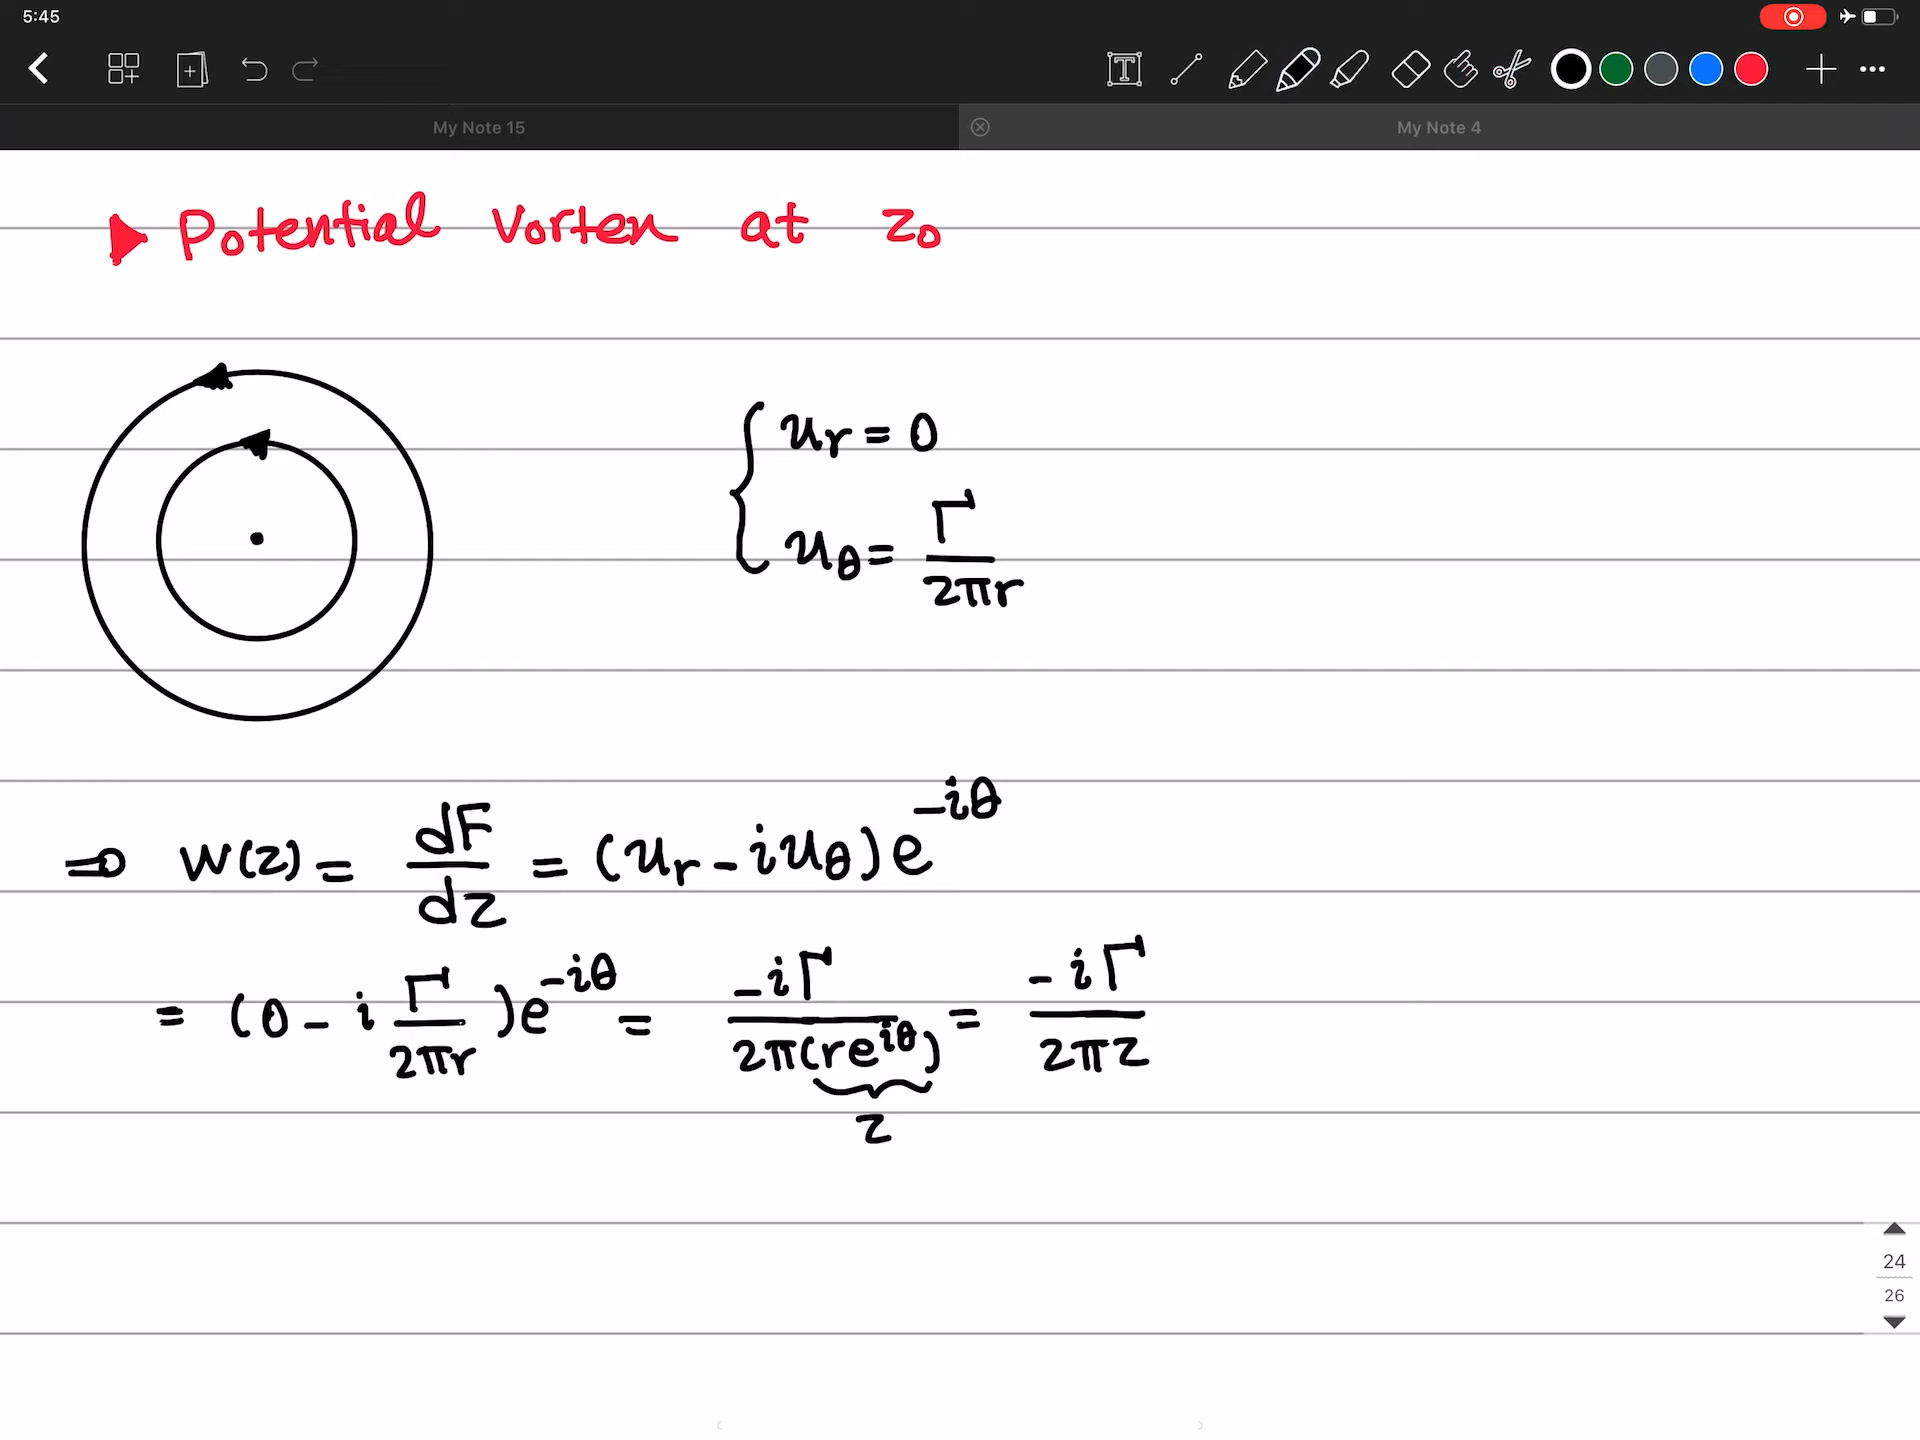 5:45
My Note 15
My Note 4
Potential Vortex at z₀
u_r = 0
u_θ = Γ / 2πr
⇒ W(z) = dF/dz = (u_r - iu_θ)e^{-iθ}
= (0 - i Γ/2πr)e^{-iθ} = -iΓ / 2π(re^{iθ}) = -iΓ / 2πz
z
24
26